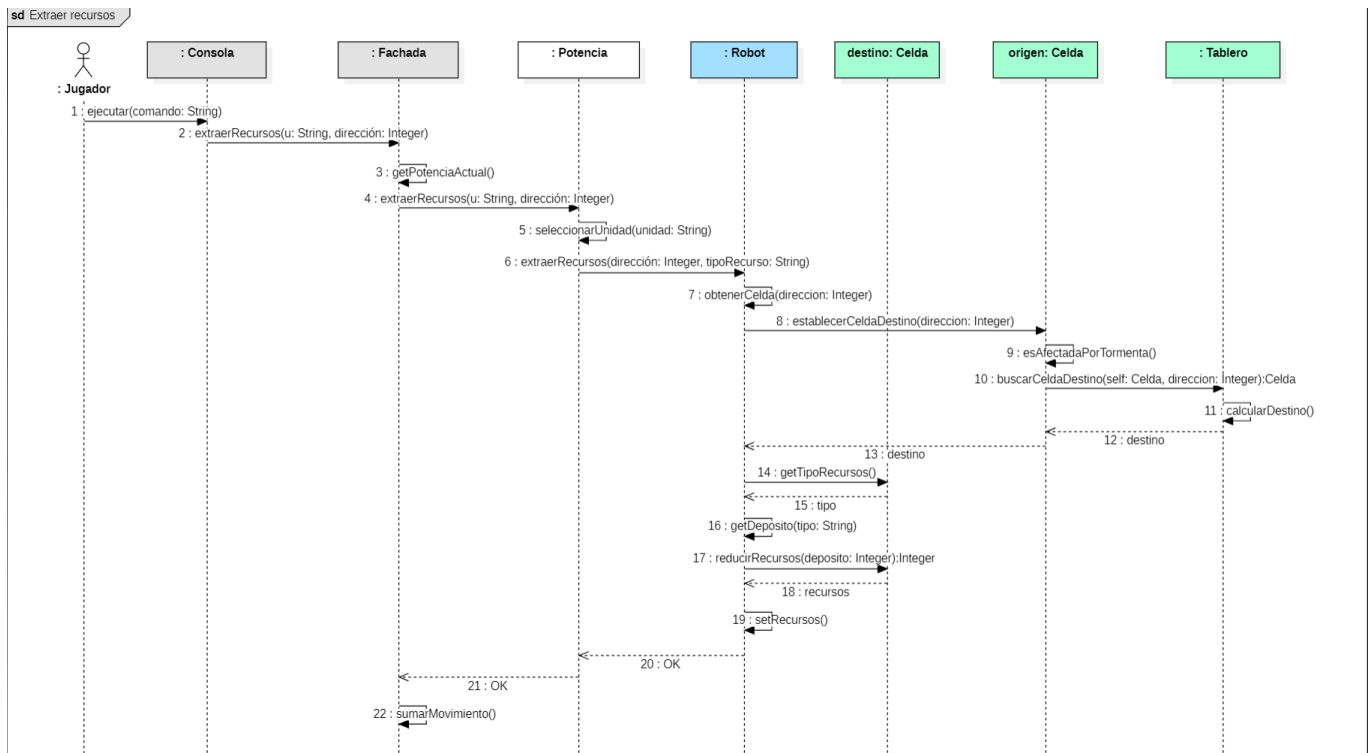 sd Extraer recursos
: Consola
: Fachada
: Potencia
: Robot
destino: Celda
origen: Celda
: Tablero
: Jugador
1 : ejecutar(comando: String)
2 : extraerRecursos(u: String, dirección: Integer)
3 : getPotenciaActual()
4 : extraerRecursos(u: String, dirección: Integer)
5 : seleccionarUnidad(unidad: String)
6 : extraerRecursos(dirección: Integer, tipoRecurso: String)
7 : obtenerCelda(direccion: Integer)
8 : establecerCeldaDestino(direccion: Integer)
9 : esAfectadaPorTormenta()
10 : buscarCeldaDestino(self: Celda, direccion: Integer):Celda
11 : calcularDestino()
12 : destino
13 : destino
14 : getTipoRecursos()
15 : tipo
16 : getDeposito(tipo: String)
17 : reducirRecursos(deposito: Integer):Integer
18 : recursos
19 : setRecursos()
20 : OK
21 : OK
22 : sumarMovimiento()